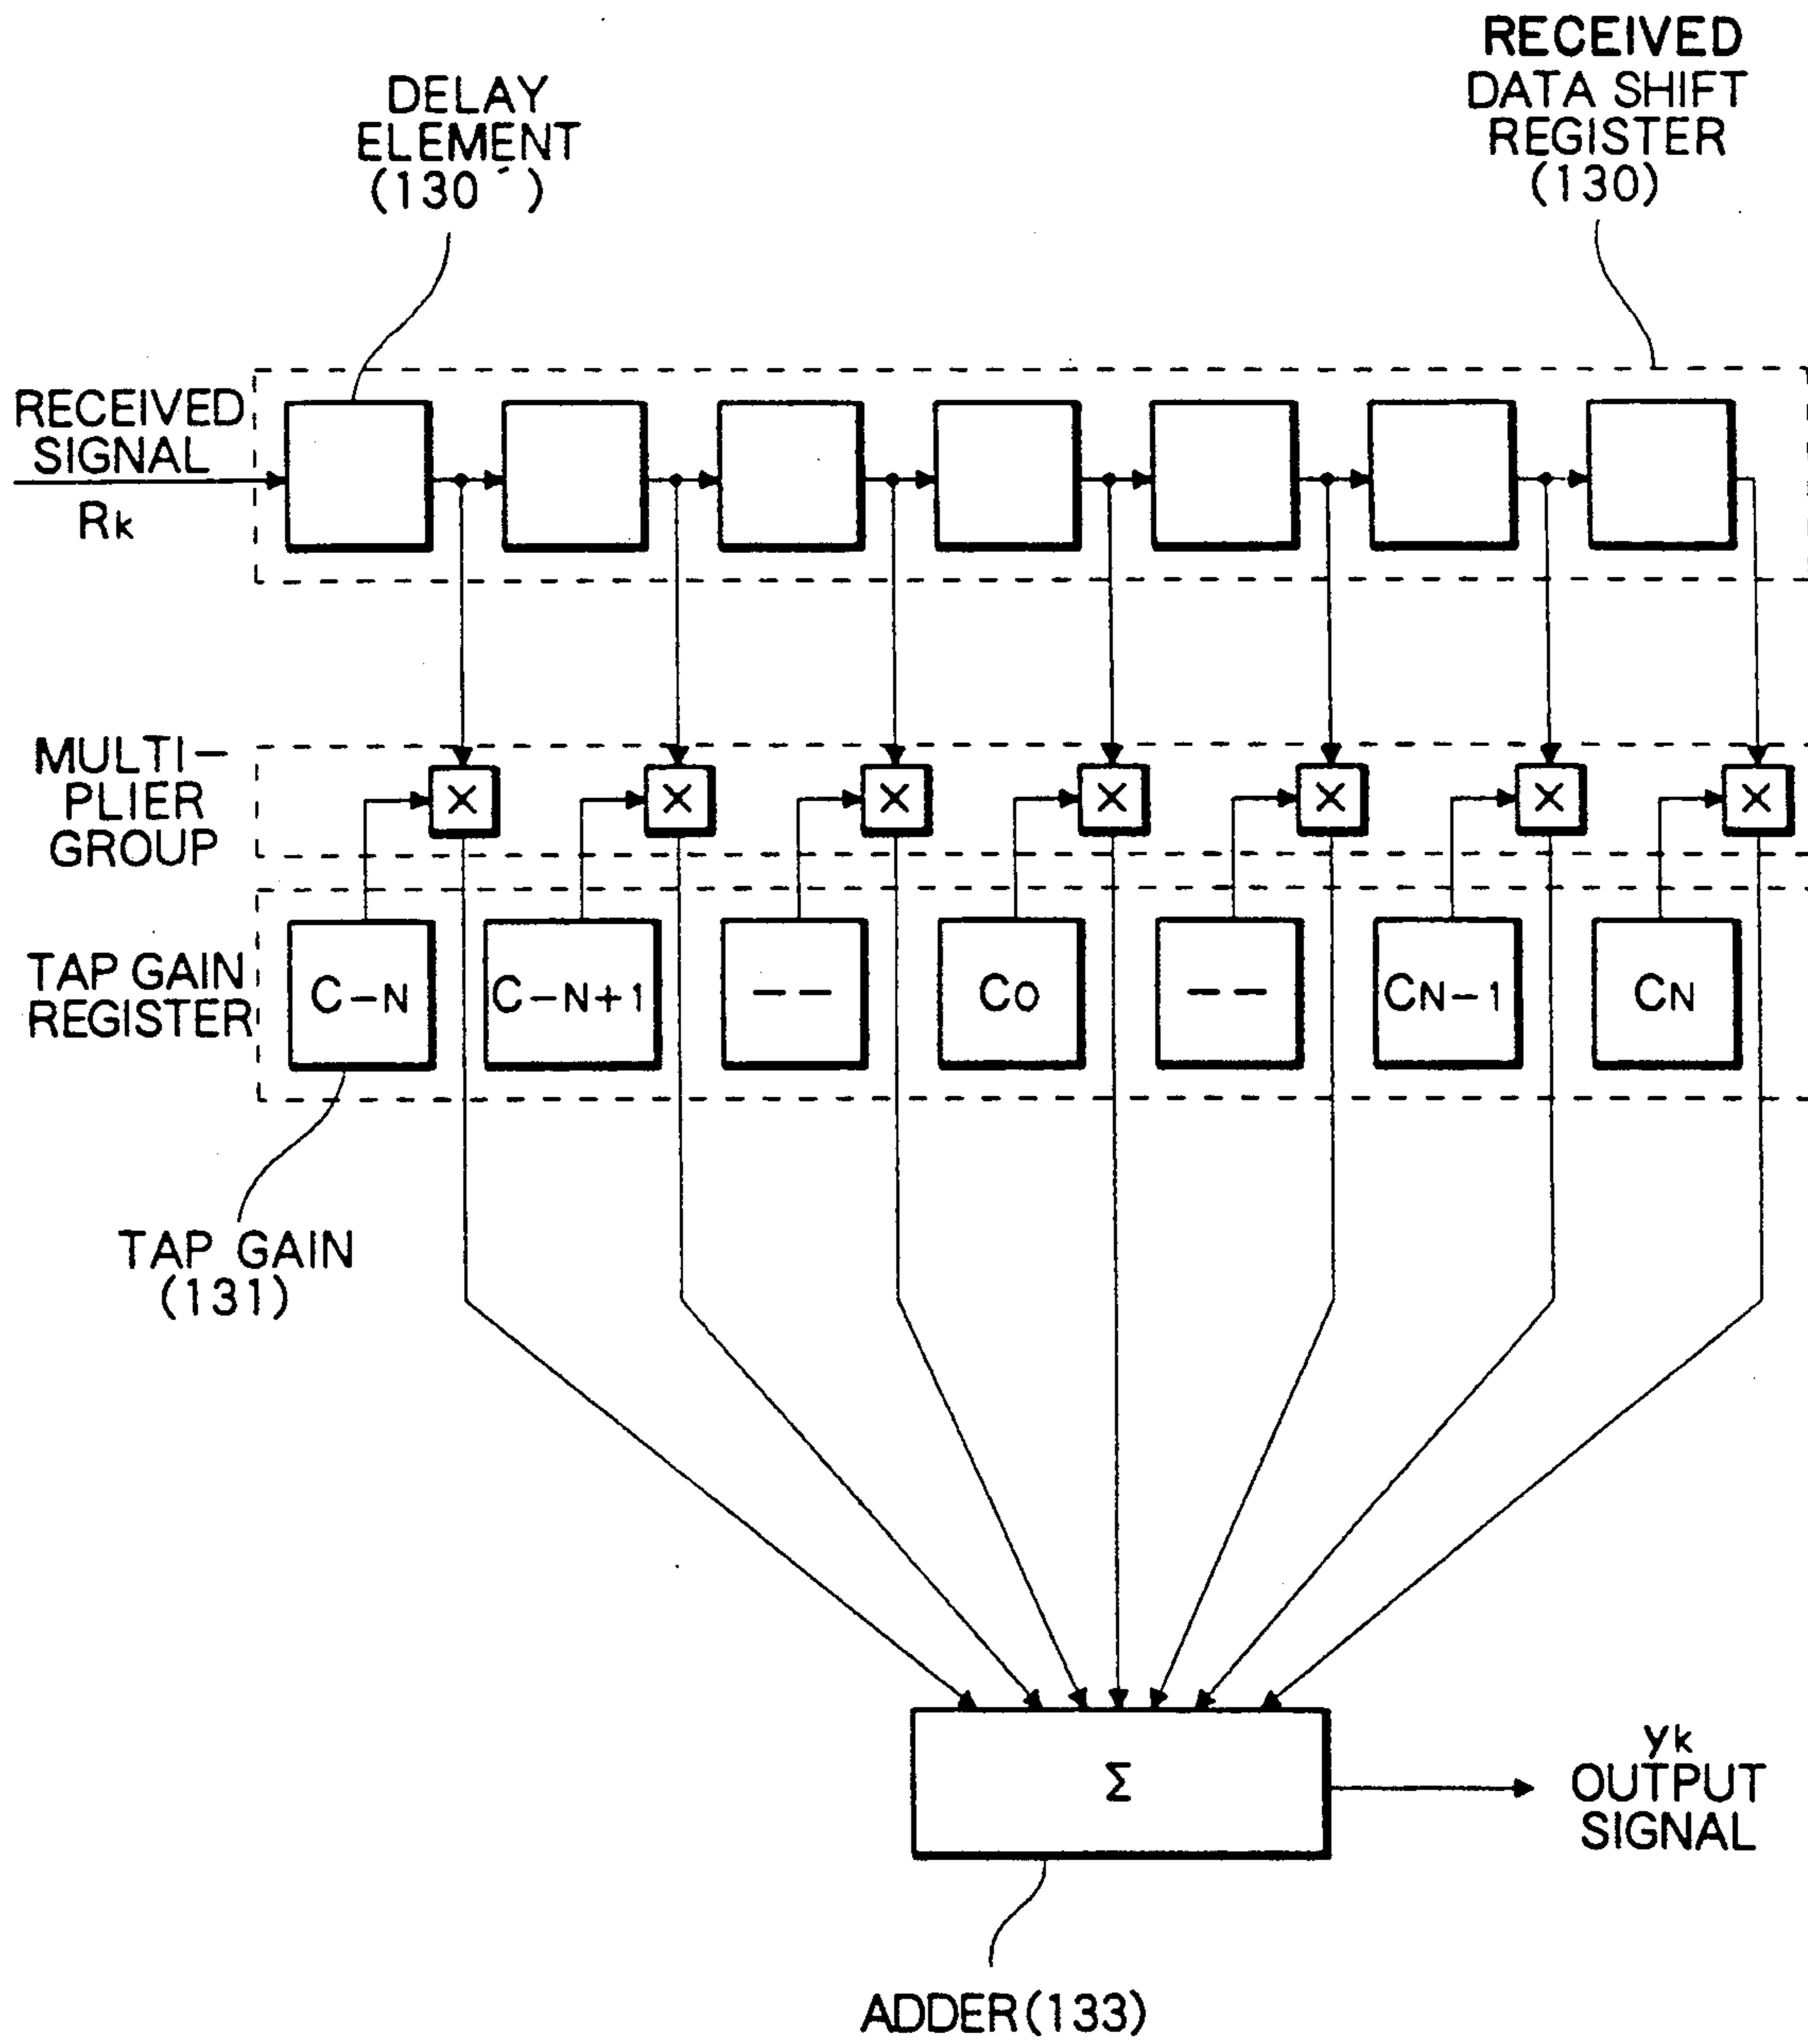 RECEIVED
DATA SHIFT
REGISTER
(130)
DELAY
ELEMENT
(130´)
RECEIVED
SIGNAL
Rk
MULTI-
PLIER
GROUP
× × × × × × ×
TAP GAIN
REGISTER
C-N C-N+1 -- C0 -- CN-1 CN
TAP GAIN
(131)
Σ
yk
OUTPUT
SIGNAL
ADDER(133)